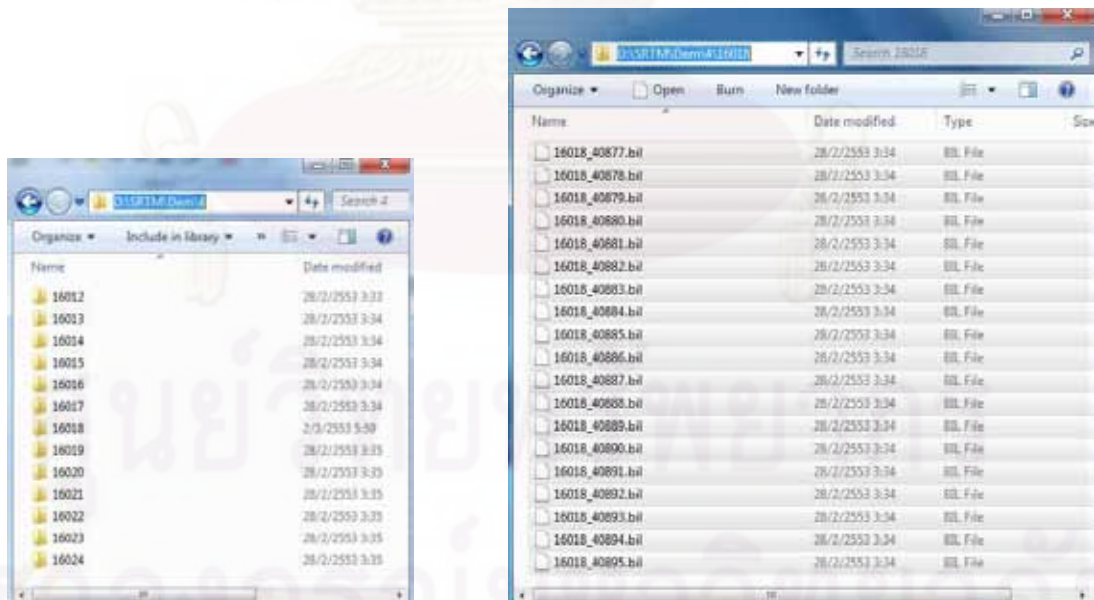 D:\SRTM\Dem\4
Search 4
Organize
Include in library
»
Name
Date modified
16012 28/2/2553 3:33
16013 28/2/2553 3:34
16014 28/2/2553 3:34
16015 28/2/2553 3:34
16016 28/2/2553 3:34
16017 28/2/2553 3:34
16018
16019 28/2/2553 3:35
16020 28/2/2553 3:35
16021 28/2/2553 3:35
16022 28/2/2553 3:35
16023 28/2/2553 3:35
16024 28/2/2553 3:35
D:\SRTM\Dem\4\16018
Search 16018
Organize Open Burn New folder
Name Date modified Type
16018_40877.bil 28/2/2553 3:34 BIL File
16018_40878.bil 28/2/2553 3:34 BIL File
16018_40879.bil 28/2/2553 3:34 BIL File
16018_40880.bil 28/2/2553 3:34 BIL File
16018_40881.bil 28/2/2553 3:34 BIL File
16018_40882.bil 28/2/2553 3:34 BIL File
16018_40883.bil 28/2/2553 3:34 BIL File
16018_40884.bil 28/2/2553 3:34 BIL File
16018_40885.bil 28/2/2553 3:34 BIL File
16018_40886.bil 28/2/2553 3:34 BIL File
16018_40887.bil 28/2/2553 3:34 BIL File
16018_40888.bil 28/2/2553 3:34 BIL File
16018_40889.bil 28/2/2553 3:34 BIL File
16018_40890.bil 28/2/2553 3:34 BIL File
16018_40891.bil 28/2/2553 3:34 BIL File
16018_40892.bil 28/2/2553 3:34 BIL File
16018_40893.bil 28/2/2553 3:34 BIL File
16018_40894.bil 28/2/2553 3:34 BIL File
16018_40895.bil 28/2/2553 3:34 BIL File